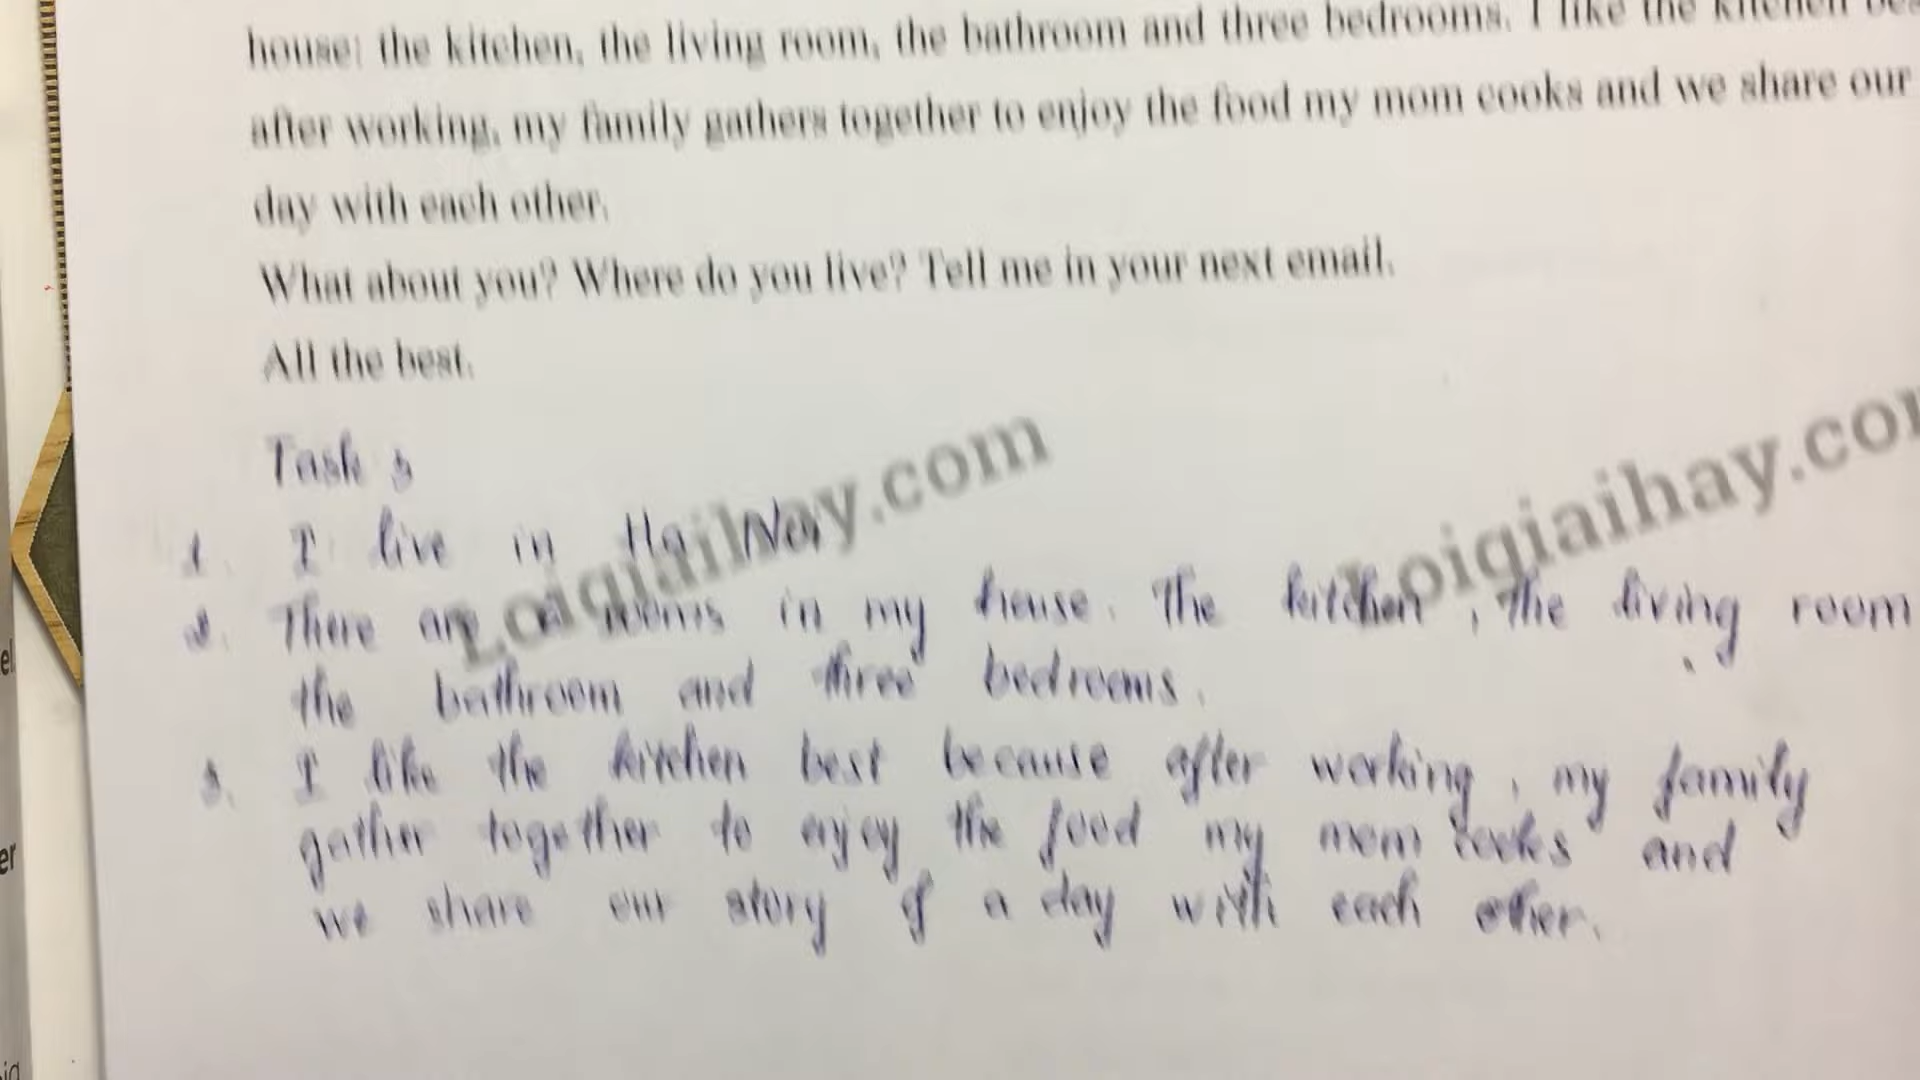 house: the kitchen, the living room, the bathroom and three bedrooms. I like the kitchen
after working, my family gathers together to enjoy the food my mom cooks and we share our
day with each other.
What about you? Where do you live? Tell me in your next email.
All the best.
Task 3
1. I live in Ha Noi
2. There are rooms in my house. The kitchen, the living room
the bathroom and three bedrooms.
3. I like the kitchen best because after working, my family
gather together to enjoy the food my mom cooks and
we share our story of a day with each other.
Loigiaihay.com
Loigiaihay.co
er